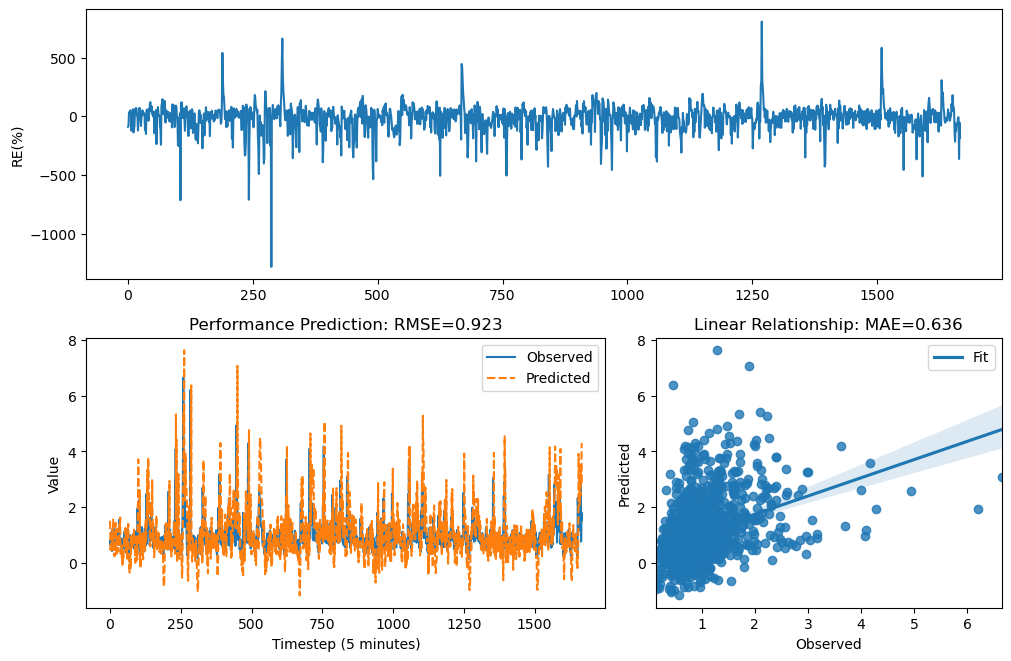 RE(%)
500
0
−500
−1000
0 250 500 750 1000 1250 1500
Performance Prediction: RMSE=0.923
Observed
Predicted
Value
8
6
4
2
0
0 250 500 750 1000 1250 1500
Timestep (5 minutes)
Linear Relationship: MAE=0.636
Fit
Predicted
8
6
4
2
0
1 2 3 4 5 6
Observed